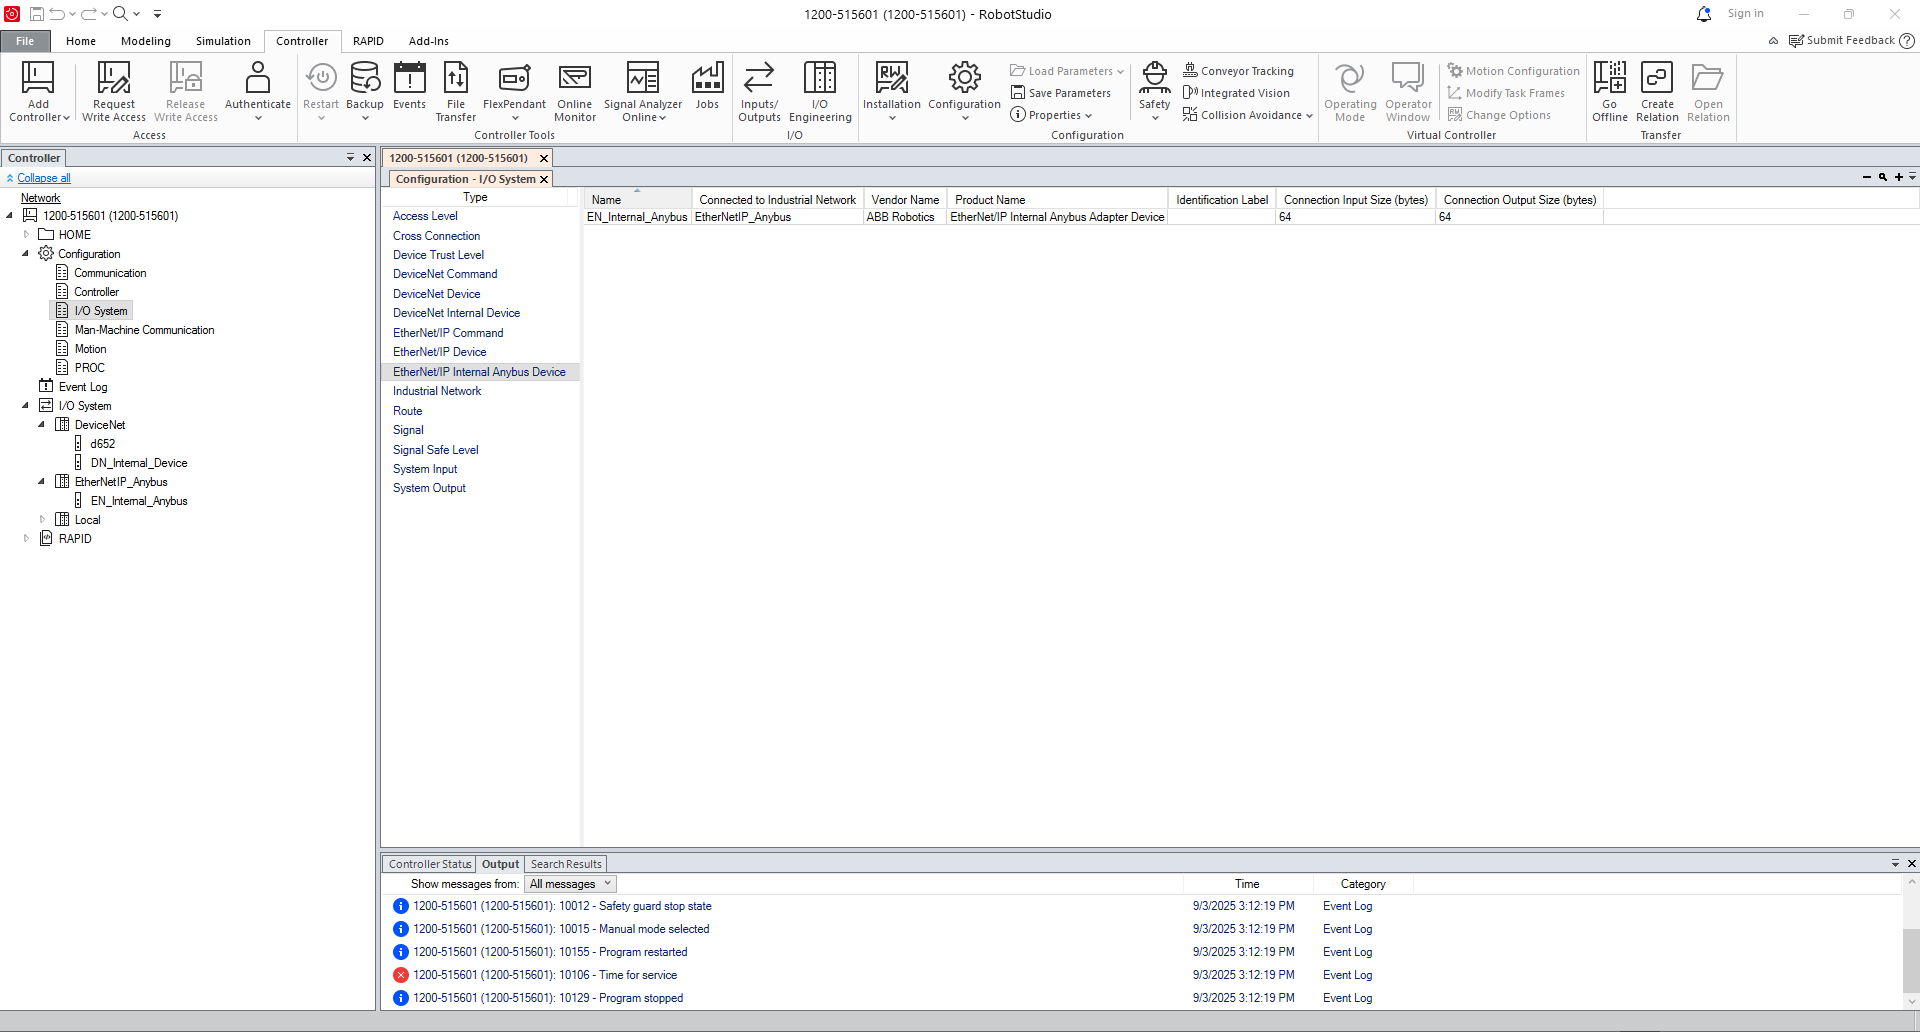 1200-515601 (1200-515601) - RobotStudio
Sign in
File Home Modeling Simulation Controller RAPID Add-Ins
Submit Feedback
Add Controller
Request Write Access
Release Write Access
Authenticate
Access
Restart
Backup
Events
File Transfer
FlexPendant
Online Monitor
Signal Analyzer Online
Jobs
Controller Tools
Inputs/ Outputs
I/O Engineering
I/O
Installation
Configuration
Load Parameters
Save Parameters
Properties
Safety
Conveyor Tracking
Integrated Vision
Collision Avoidance
Configuration
Operating Mode
Operator Window
Motion Configuration
Modify Task Frames
Change Options
Virtual Controller
Go Offline
Create Relation
Open Relation
Transfer
Controller
Collapse all
Network
1200-515601 (1200-515601)
HOME
Configuration
Communication
Controller
I/O System
Man-Machine Communication
Motion
PROC
Event Log
I/O System
DeviceNet
d652
DN_Internal_Device
EtherNetIP_Anybus
EN_Internal_Anybus
Local
RAPID
1200-515601 (1200-515601)
Configuration - I/O System
Type
Access Level
Cross Connection
Device Trust Level
DeviceNet Command
DeviceNet Device
DeviceNet Internal Device
EtherNet/IP Command
EtherNet/IP Device
EtherNet/IP Internal Anybus Device
Industrial Network
Route
Signal
Signal Safe Level
System Input
System Output
Name Connected to Industrial Network Vendor Name Product Name Identification Label Connection Input Size (bytes) Connection Output Size (bytes)
EN_Internal_Anybus EtherNetIP_Anybus ABB Robotics EtherNet/IP Internal Anybus Adapter Device 64 64
Controller Status Output Search Results
Show messages from: All messages Time Category
1200-515601 (1200-515601): 10012 - Safety guard stop state 9/3/2025 3:12:19 PM Event Log
1200-515601 (1200-515601): 10015 - Manual mode selected 9/3/2025 3:12:19 PM Event Log
1200-515601 (1200-515601): 10155 - Program restarted 9/3/2025 3:12:19 PM Event Log
1200-515601 (1200-515601): 10106 - Time for service 9/3/2025 3:12:19 PM Event Log
1200-515601 (1200-515601): 10129 - Program stopped 9/3/2025 3:12:19 PM Event Log